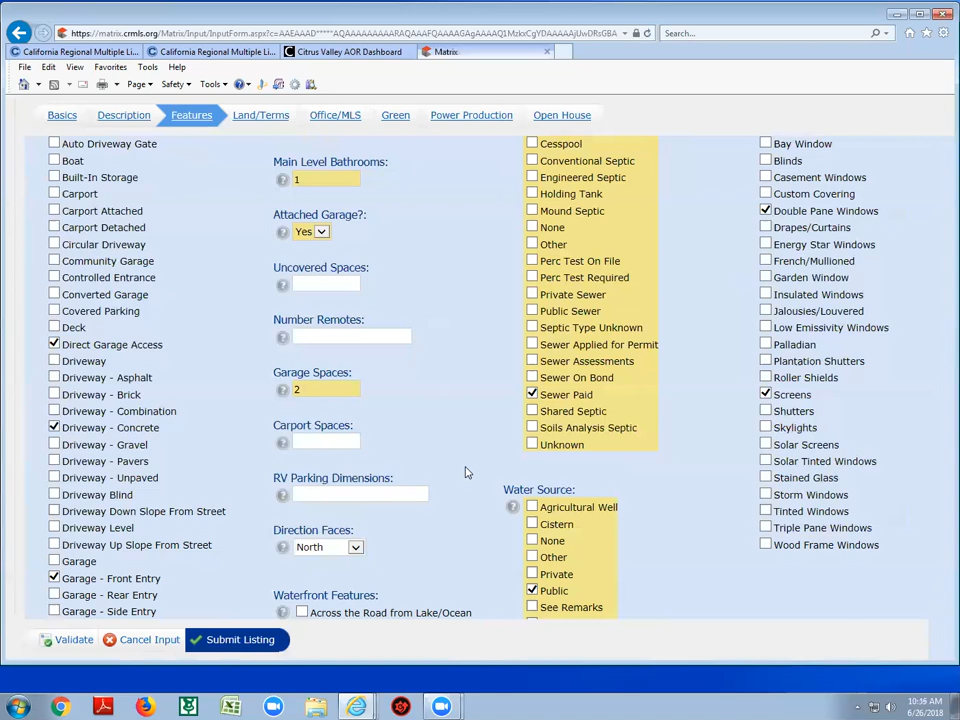 https://matrix.crmls.org/Matrix/Input/InputForm.aspx?c=
Search...
California Regional Multiple Li...
California Regional Multiple Li...
Citrus Valley AOR Dashboard
Matrix
File Edit View Favorites Tools Help
Page Safety Tools
Basics Description Features Land/Terms Office/MLS Green Power Production Open House
Auto Driveway Gate
Boat
Built-In Storage
Carport
Carport Attached
Carport Detached
Circular Driveway
Community Garage
Controlled Entrance
Converted Garage
Covered Parking
Deck
Direct Garage Access
Driveway
Driveway - Asphalt
Driveway - Brick
Driveway - Combination
Driveway - Concrete
Driveway - Gravel
Driveway - Pavers
Driveway - Unpaved
Driveway Blind
Driveway Down Slope From Street
Driveway Level
Driveway Up Slope From Street
Garage
Garage - Front Entry
Garage - Rear Entry
Garage - Side Entry
Main Level Bathrooms:
1
Attached Garage?:
Yes
Uncovered Spaces:
Number Remotes:
Garage Spaces:
2
Carport Spaces:
RV Parking Dimensions:
Direction Faces:
North
Waterfront Features:
Across the Road from Lake/Ocean
Cesspool
Conventional Septic
Engineered Septic
Holding Tank
Mound Septic
None
Other
Perc Test On File
Perc Test Required
Private Sewer
Public Sewer
Septic Type Unknown
Sewer Applied for Permit
Sewer Assessments
Sewer On Bond
Sewer Paid
Shared Septic
Soils Analysis Septic
Unknown
Water Source:
Agricultural Well
Cistern
None
Other
Private
Public
See Remarks
Bay Window
Blinds
Casement Windows
Custom Covering
Double Pane Windows
Drapes/Curtains
Energy Star Windows
French/Mullioned
Garden Window
Insulated Windows
Jalousies/Louvered
Low Emissivity Windows
Palladian
Plantation Shutters
Roller Shields
Screens
Shutters
Skylights
Solar Screens
Solar Tinted Windows
Stained Glass
Storm Windows
Tinted Windows
Triple Pane Windows
Wood Frame Windows
Validate Cancel Input Submit Listing
6/26/2018